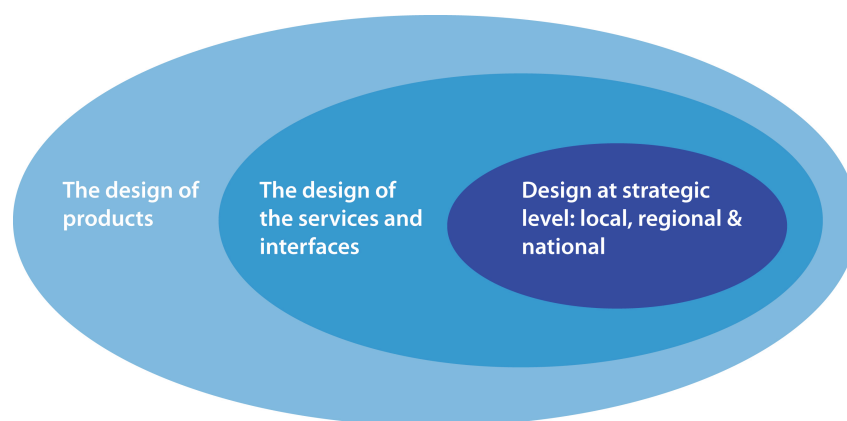 The design of
products
The design of
the services and
interfaces
Design at strategic
level: local, regional &
national